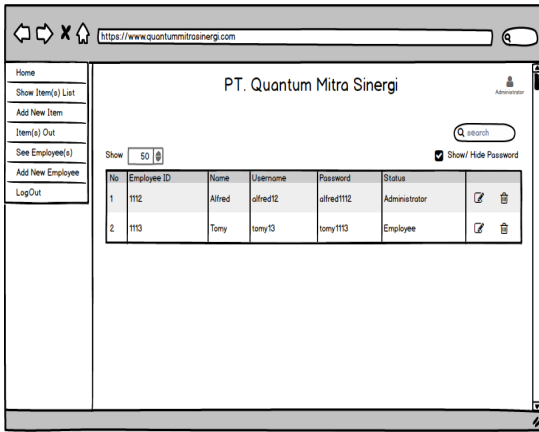 https://www.quantummitrasinergi.com
Home
Show Item(s) List
Add New Item
Item(s) Out
See Employee(s)
Add New Employee
LogOut
PT. Quantum Mitra Sinergi
Administrator
search
Show 50
Show/ Hide Password
No Employee ID Name Username Password Status
1 1112 Alfred alfred12 alfred1112 Administrator
2 1113 Tomy tomy13 tomy1113 Employee